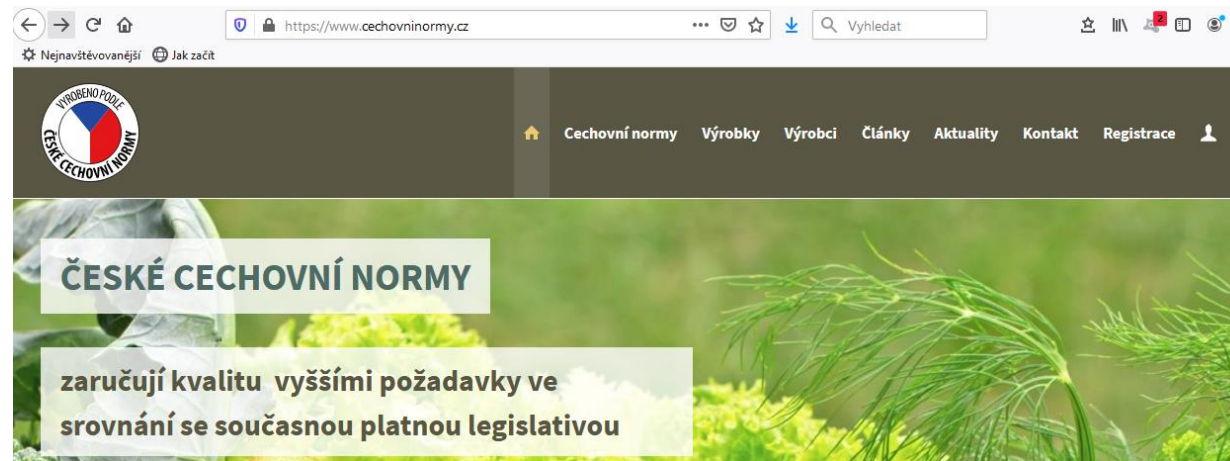 https://www.cechovninormy.cz
Vyhledat
2
Nejnavštěvovanější Jak začít
VYROBENO PODLE
ČESKÉ CECHOVNÍ NORMY
Cechovní normy Výrobky Výrobci Články Aktuality Kontakt Registrace
ČESKÉ CECHOVNÍ NORMY
zaručují kvalitu vyššími požadavky ve
srovnání se současnou platnou legislativou